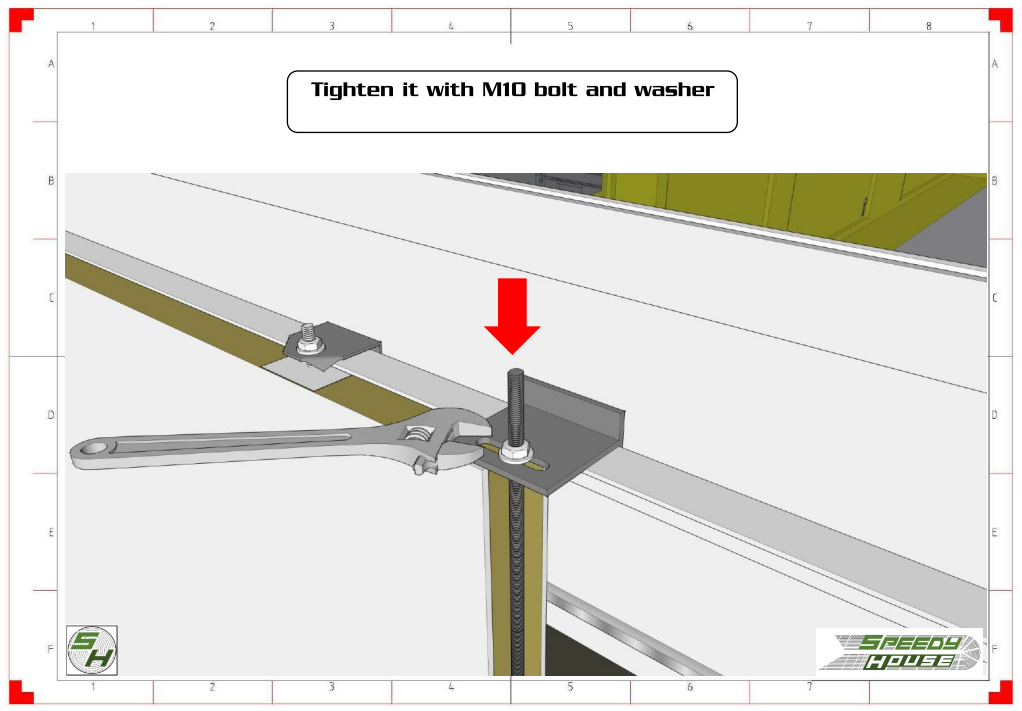 1 2 3 4 5 6 7 8
A A
Tighten it with M10 bolt and washer
B B
C C
D D
E E
F F
SH
SPEEDY
HOUSE
1 2 3 4 5 6 7